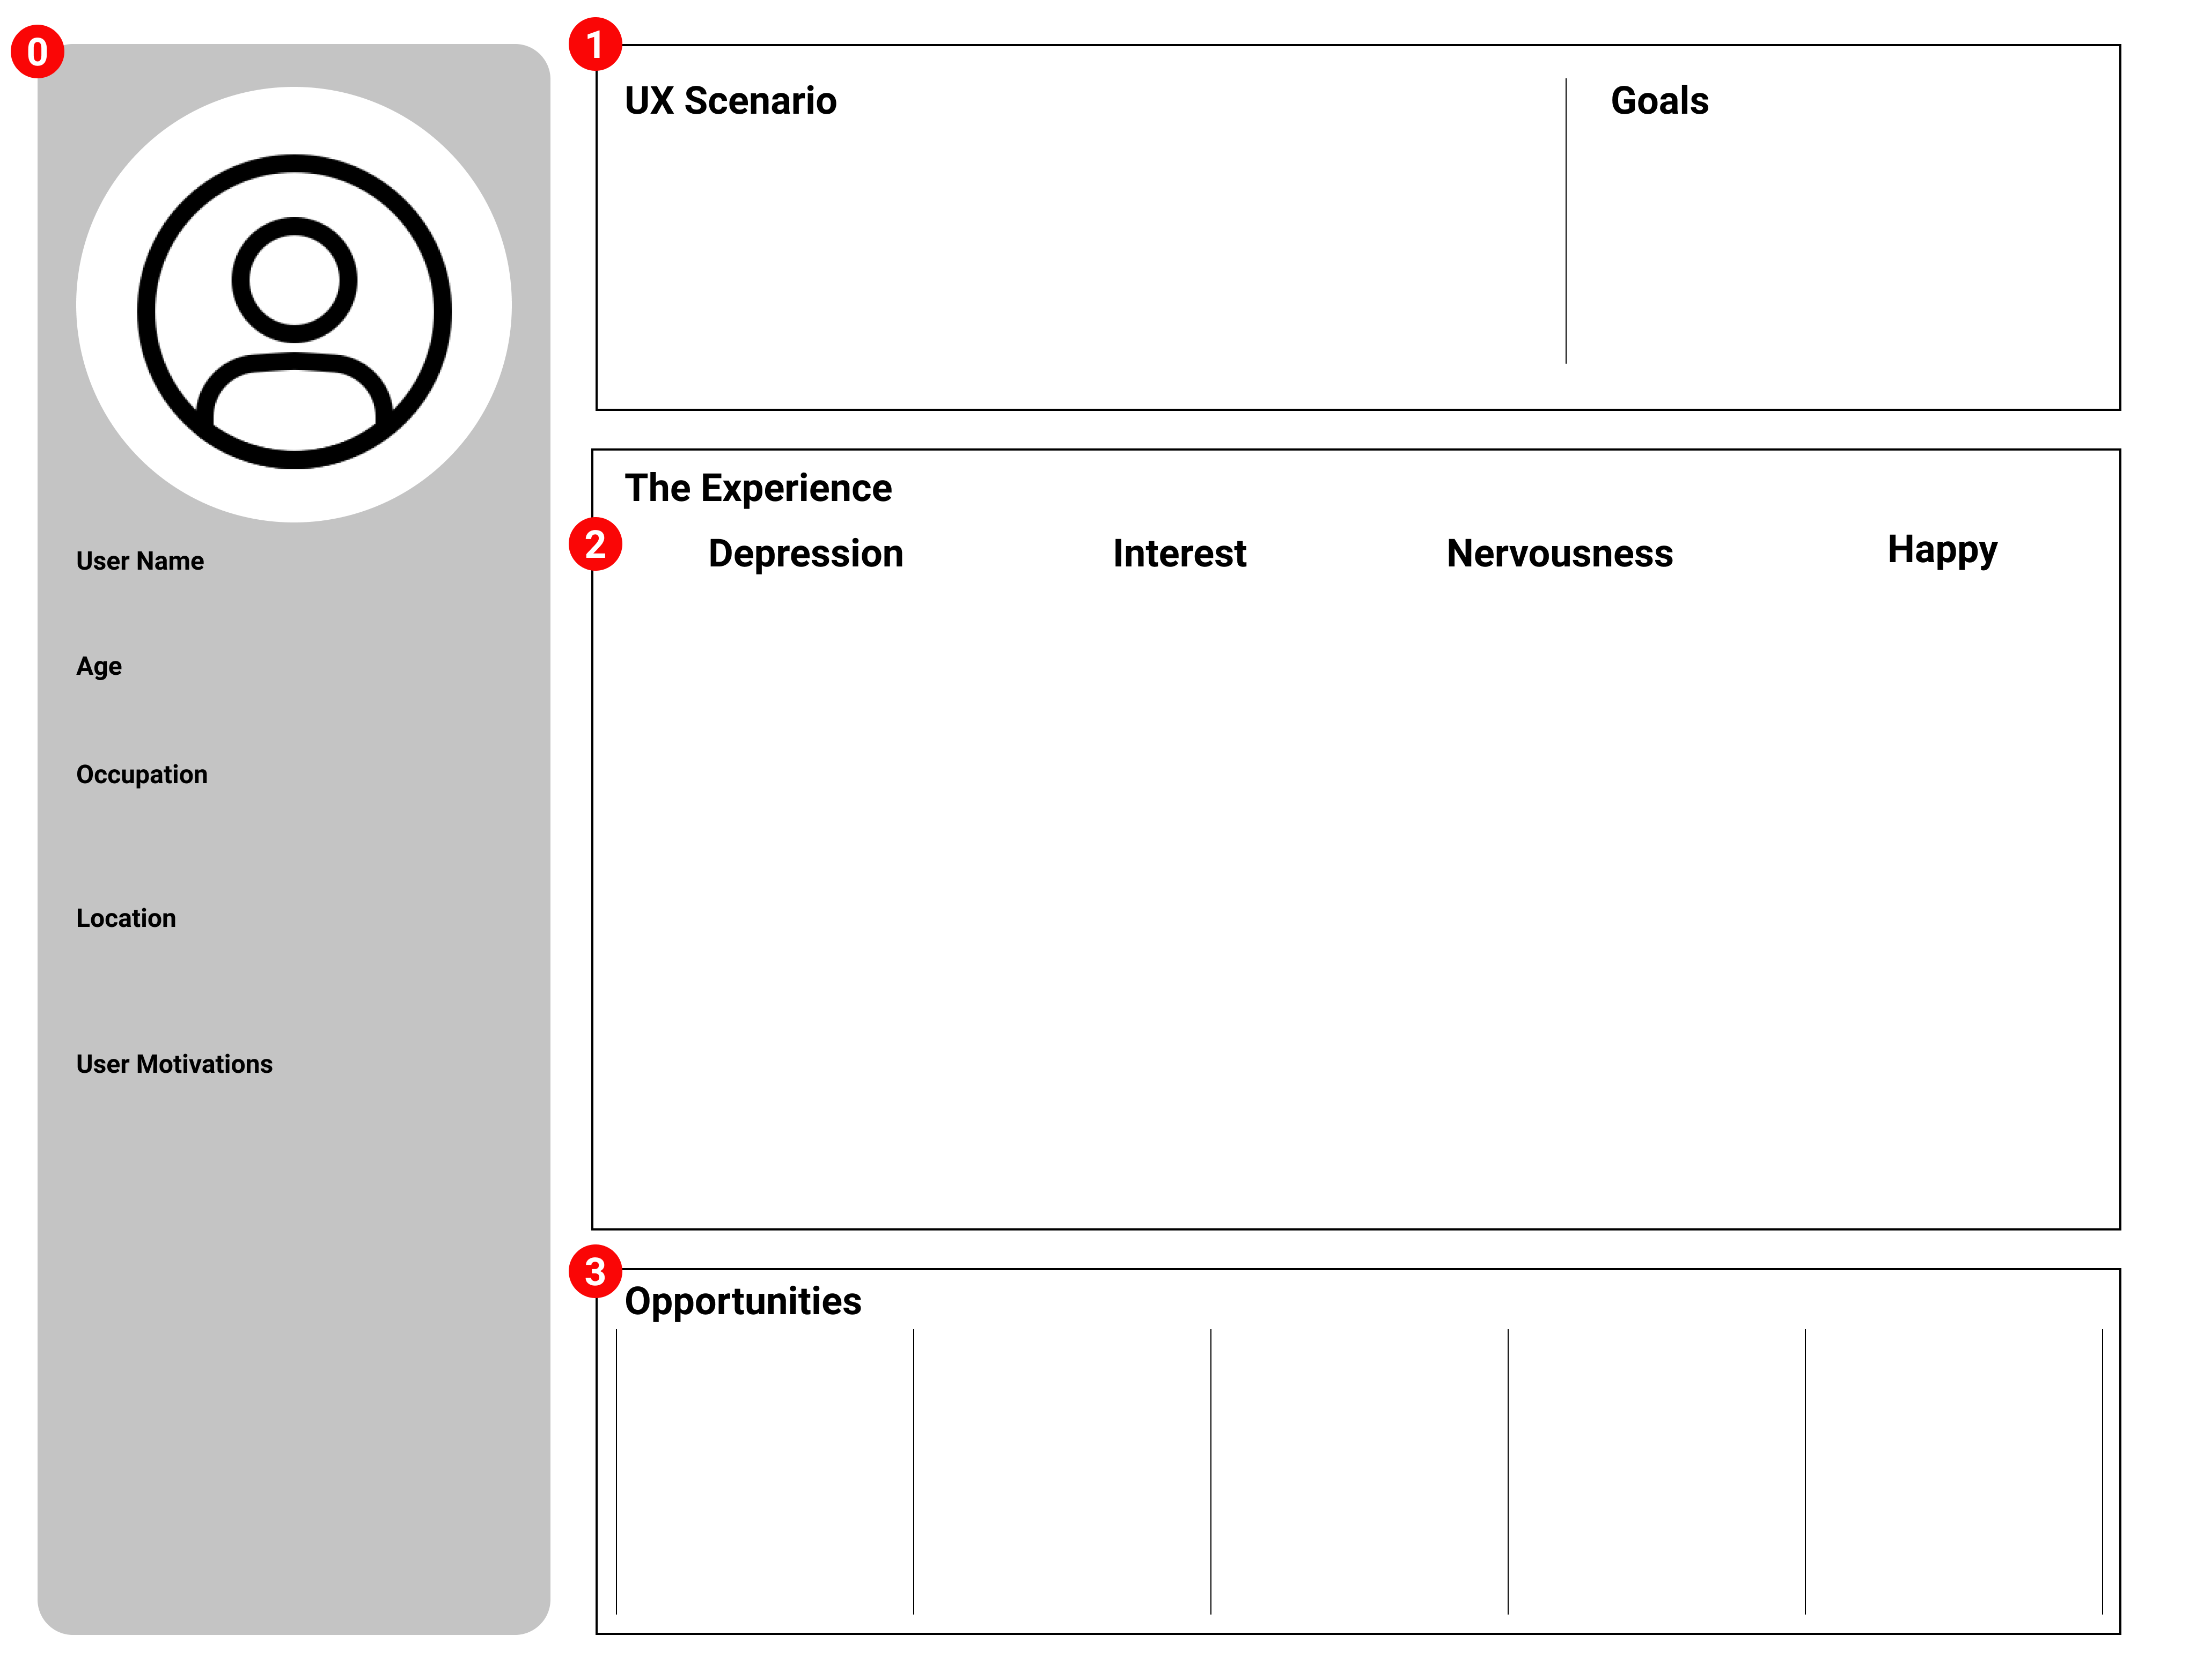 0
User Name
Age
Occupation
Location
User Motivations
1
UX Scenario
Goals
The Experience
2
Depression
Interest
Nervousness
Happy
3
Opportunities